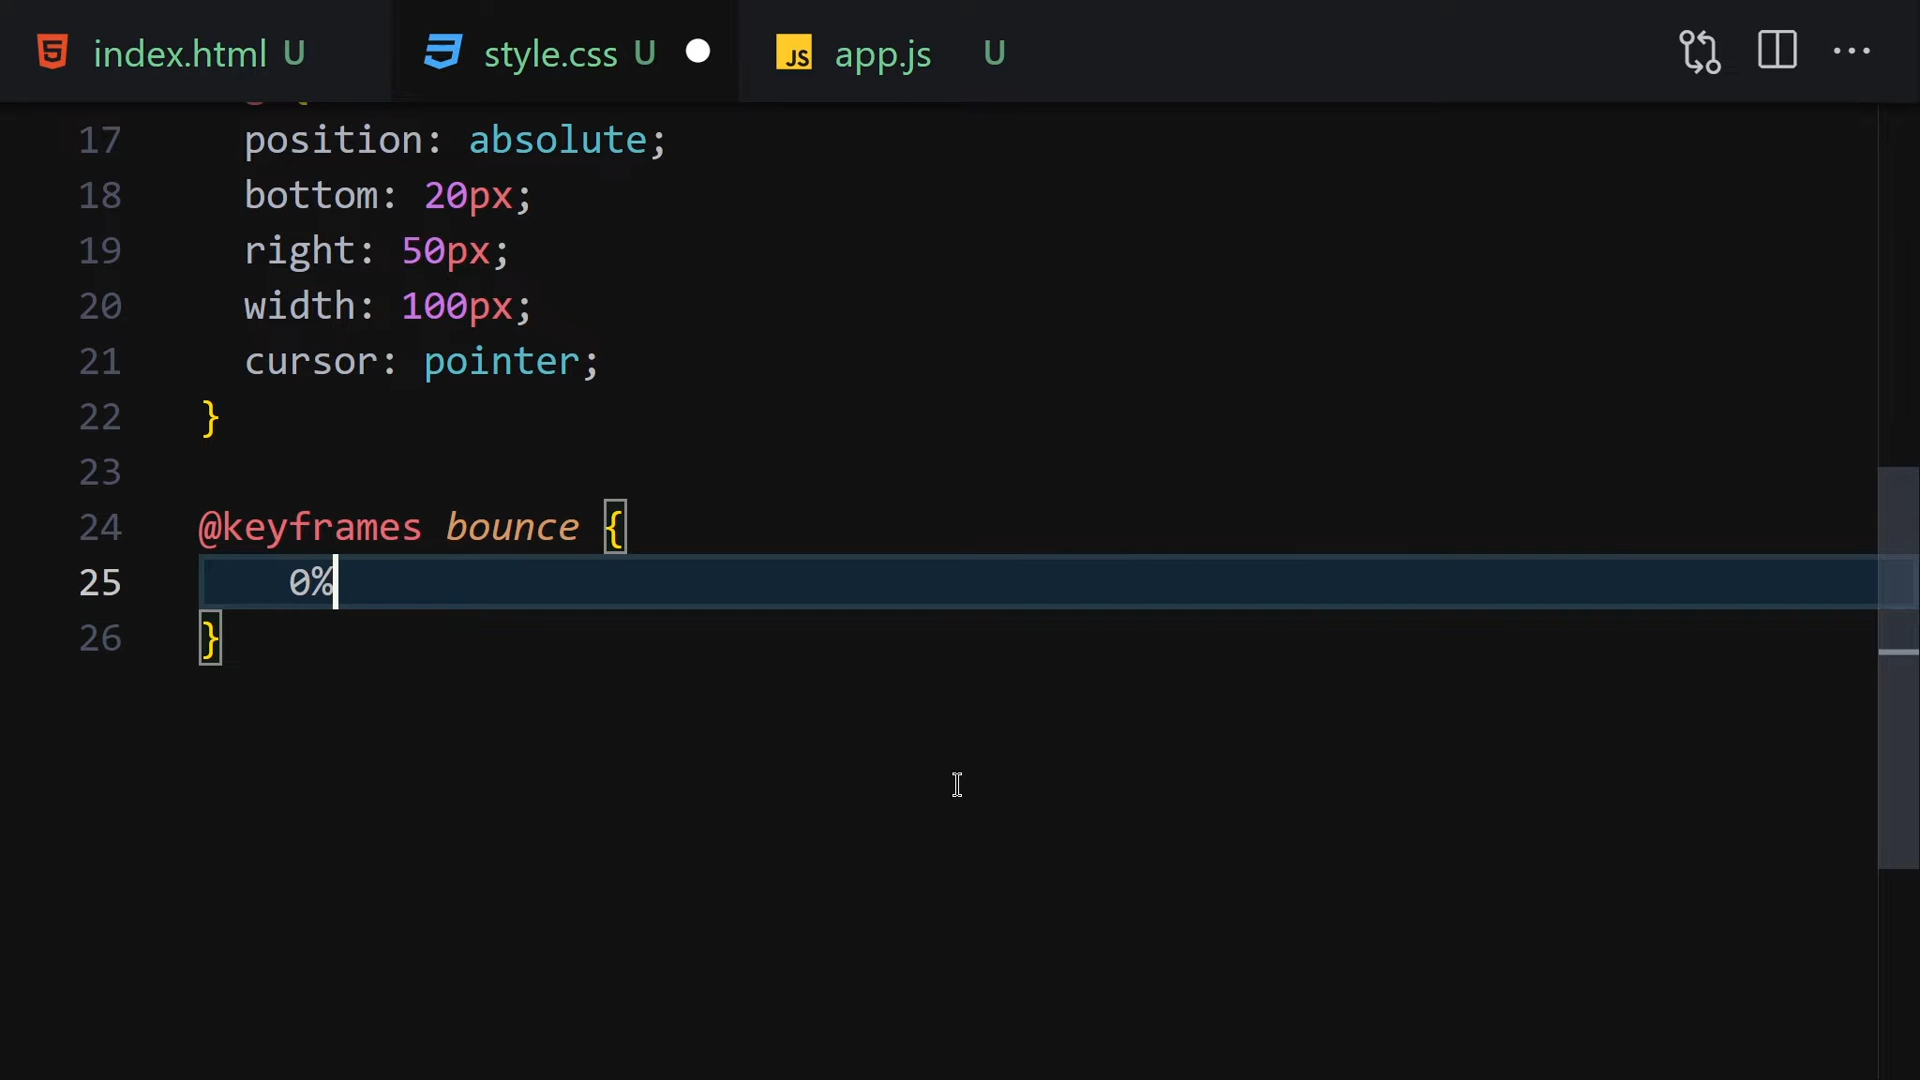 index.html U style.css U JS app.js U
17 position: absolute;
18 bottom: 20px;
19 right: 50px;
20 width: 100px;
21 cursor: pointer;
22 }
23
24 @keyframes bounce {
25 0%
26 }